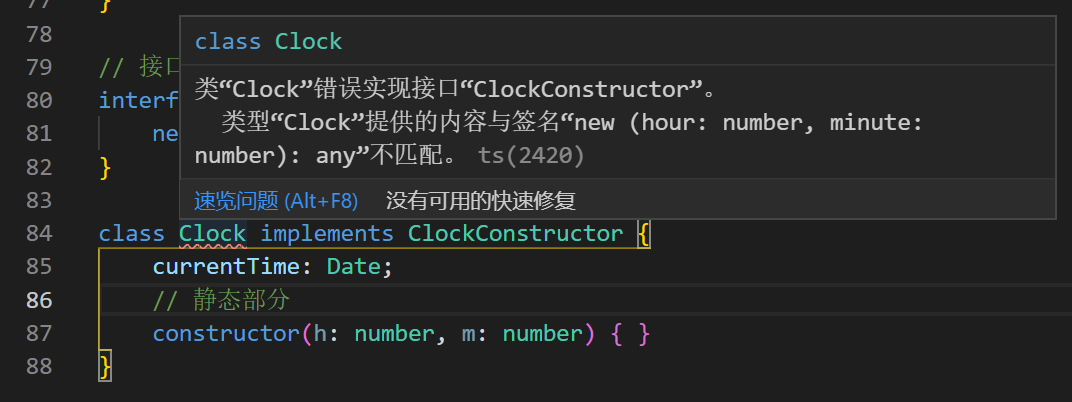 77 }
class Clock
78
类“Clock”错误实现接口“ClockConstructor”。
79 // 接口
类型“Clock”提供的内容与签名“new (hour: number, minute:
80 interf
number): any”不匹配。 ts(2420)
81 ne
82 }
速览问题 (Alt+F8) 没有可用的快速修复
83
84 class Clock implements ClockConstructor {
85 currentTime: Date;
86 // 静态部分
87 constructor(h: number, m: number) { }
88 }